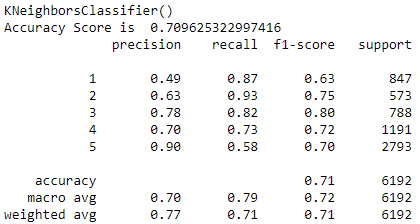 KNeighborsClassifier()
Accuracy Score is  0.709625322997416
              precision    recall  f1-score   support

           1       0.49      0.87      0.63       847
           2       0.63      0.93      0.75       573
           3       0.78      0.82      0.80       788
           4       0.70      0.73      0.72      1191
           5       0.90      0.58      0.70      2793

    accuracy                           0.71      6192
   macro avg       0.70      0.79      0.72      6192
weighted avg       0.77      0.71      0.71      6192